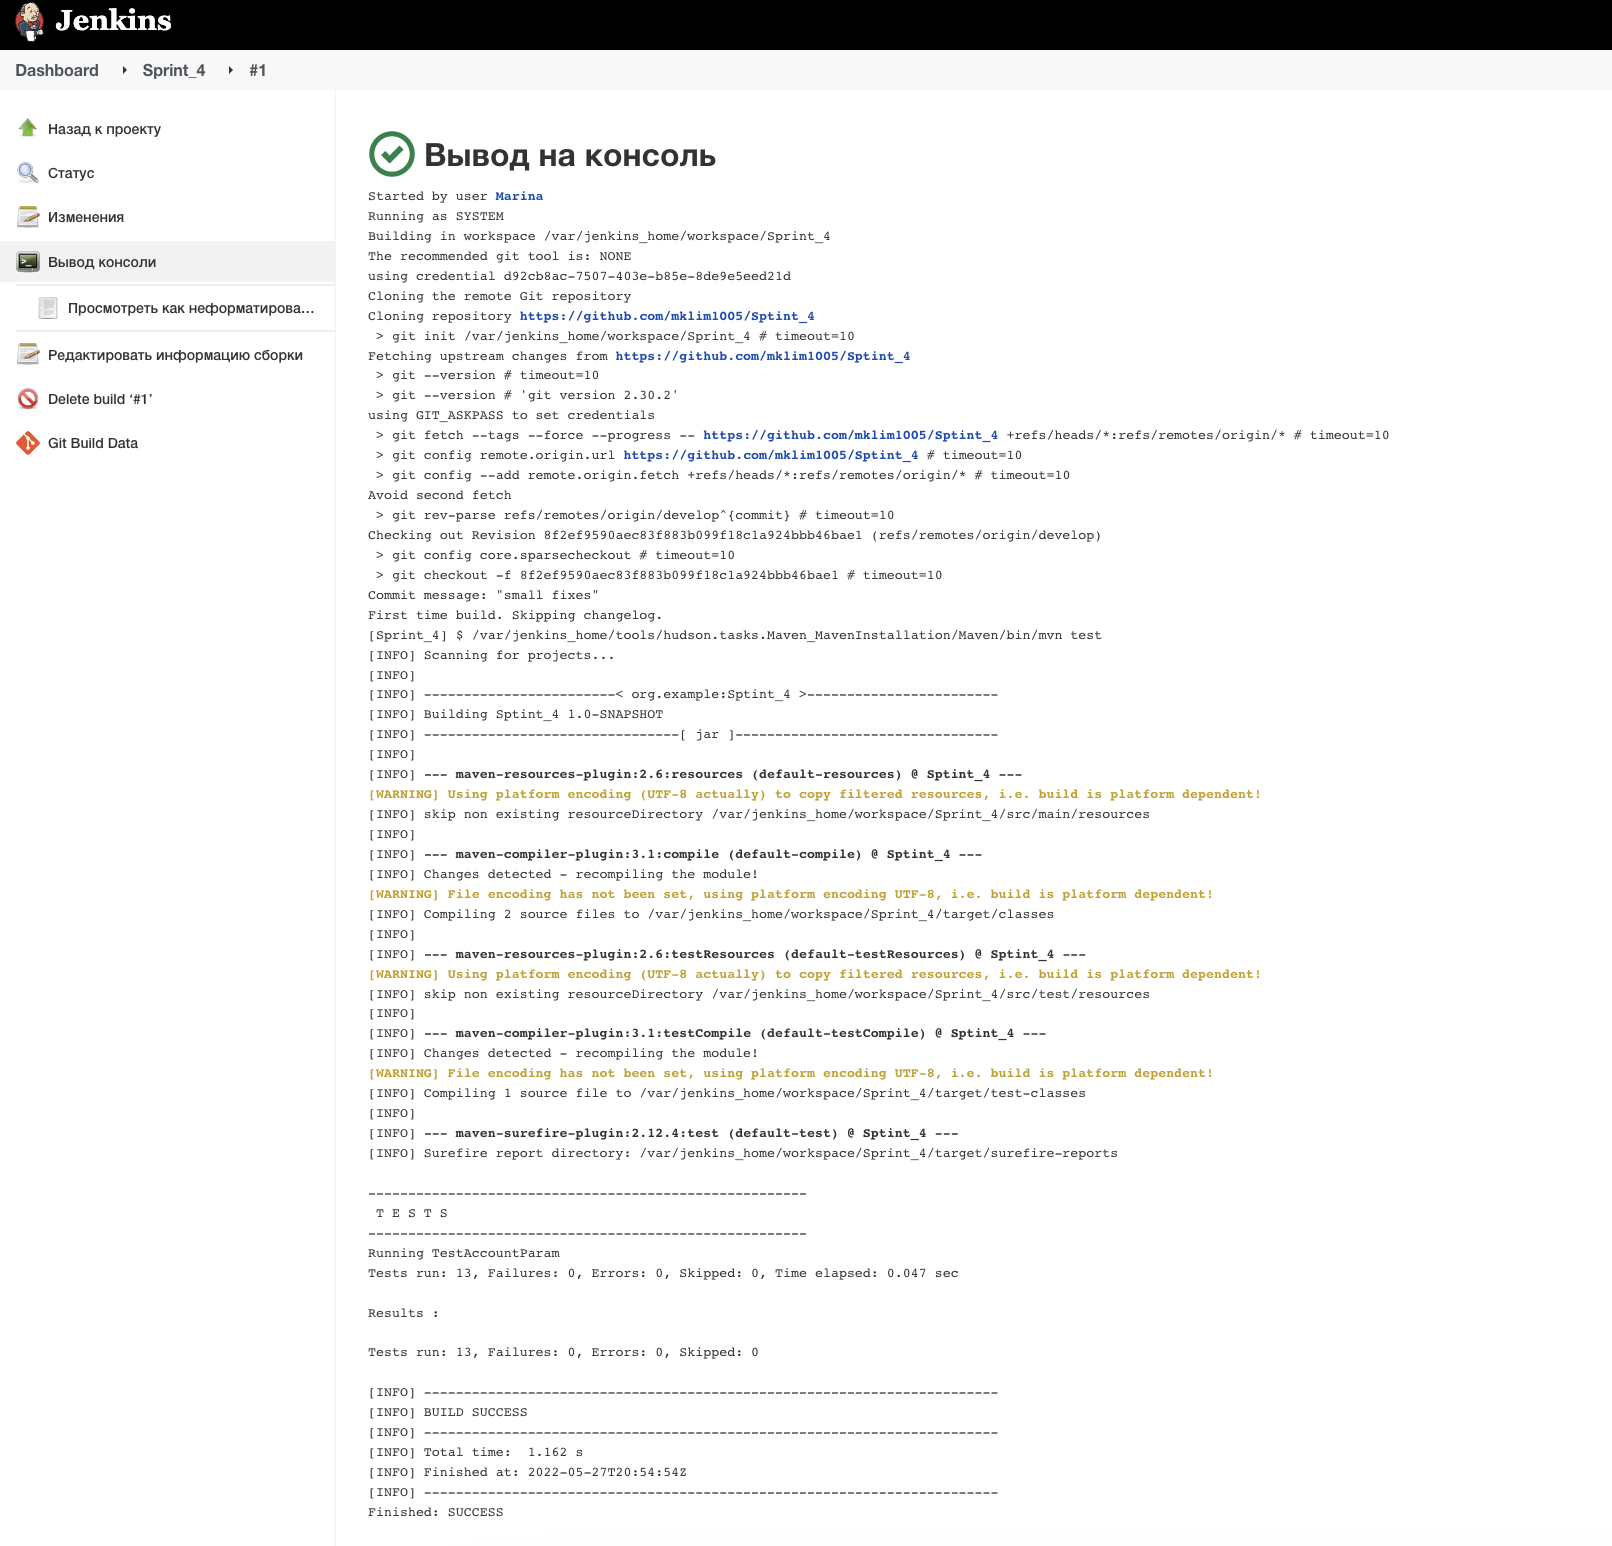 Jenkins
Dashboard
Sprint_4
#1
Назад к проекту
Статус
Изменения
Вывод консоли
Просмотреть как неформатирова...
Редактировать информацию сборки
Delete build ‘#1’
Git Build Data
Вывод на консоль
Started by user Marina
Running as SYSTEM
Building in workspace /var/jenkins_home/workspace/Sprint_4
The recommended git tool is: NONE
using credential d92cb8ac-7507-403e-b85e-8de9e5eed21d
Cloning the remote Git repository
Cloning repository https://github.com/mklim1005/Sptint_4
 > git init /var/jenkins_home/workspace/Sprint_4 # timeout=10
Fetching upstream changes from https://github.com/mklim1005/Sptint_4
 > git --version # timeout=10
 > git --version # 'git version 2.30.2'
using GIT_ASKPASS to set credentials
 > git fetch --tags --force --progress -- https://github.com/mklim1005/Sptint_4 +refs/heads/*:refs/remotes/origin/* # timeout=10
 > git config remote.origin.url https://github.com/mklim1005/Sptint_4 # timeout=10
 > git config --add remote.origin.fetch +refs/heads/*:refs/remotes/origin/* # timeout=10
Avoid second fetch
 > git rev-parse refs/remotes/origin/develop^{commit} # timeout=10
Checking out Revision 8f2ef9590aec83f883b099f18c1a924bbb46bae1 (refs/remotes/origin/develop)
 > git config core.sparsecheckout # timeout=10
 > git checkout -f 8f2ef9590aec83f883b099f18c1a924bbb46bae1 # timeout=10
Commit message: "small fixes"
First time build. Skipping changelog.
[Sprint_4] $ /var/jenkins_home/tools/hudson.tasks.Maven_MavenInstallation/Maven/bin/mvn test
[INFO] Scanning for projects...
[INFO]
[INFO] ------------------------< org.example:Sptint_4 >------------------------
[INFO] Building Sptint_4 1.0-SNAPSHOT
[INFO] --------------------------------[ jar ]---------------------------------
[INFO]
[INFO] --- maven-resources-plugin:2.6:resources (default-resources) @ Sptint_4 ---
[WARNING] Using platform encoding (UTF-8 actually) to copy filtered resources, i.e. build is platform dependent!
[INFO] skip non existing resourceDirectory /var/jenkins_home/workspace/Sprint_4/src/main/resources
[INFO]
[INFO] --- maven-compiler-plugin:3.1:compile (default-compile) @ Sptint_4 ---
[INFO] Changes detected - recompiling the module!
[WARNING] File encoding has not been set, using platform encoding UTF-8, i.e. build is platform dependent!
[INFO] Compiling 2 source files to /var/jenkins_home/workspace/Sprint_4/target/classes
[INFO]
[INFO] --- maven-resources-plugin:2.6:testResources (default-testResources) @ Sptint_4 ---
[WARNING] Using platform encoding (UTF-8 actually) to copy filtered resources, i.e. build is platform dependent!
[INFO] skip non existing resourceDirectory /var/jenkins_home/workspace/Sprint_4/src/test/resources
[INFO]
[INFO] --- maven-compiler-plugin:3.1:testCompile (default-testCompile) @ Sptint_4 ---
[INFO] Changes detected - recompiling the module!
[WARNING] File encoding has not been set, using platform encoding UTF-8, i.e. build is platform dependent!
[INFO] Compiling 1 source file to /var/jenkins_home/workspace/Sprint_4/target/test-classes
[INFO]
[INFO] --- maven-surefire-plugin:2.12.4:test (default-test) @ Sptint_4 ---
[INFO] Surefire report directory: /var/jenkins_home/workspace/Sprint_4/target/surefire-reports
-------------------------------------------------------
 T E S T S
-------------------------------------------------------
Running TestAccountParam
Tests run: 13, Failures: 0, Errors: 0, Skipped: 0, Time elapsed: 0.047 sec
Results :
Tests run: 13, Failures: 0, Errors: 0, Skipped: 0
[INFO] ------------------------------------------------------------------------
[INFO] BUILD SUCCESS
[INFO] ------------------------------------------------------------------------
[INFO] Total time:  1.162 s
[INFO] Finished at: 2022-05-27T20:54:54Z
[INFO] ------------------------------------------------------------------------
Finished: SUCCESS